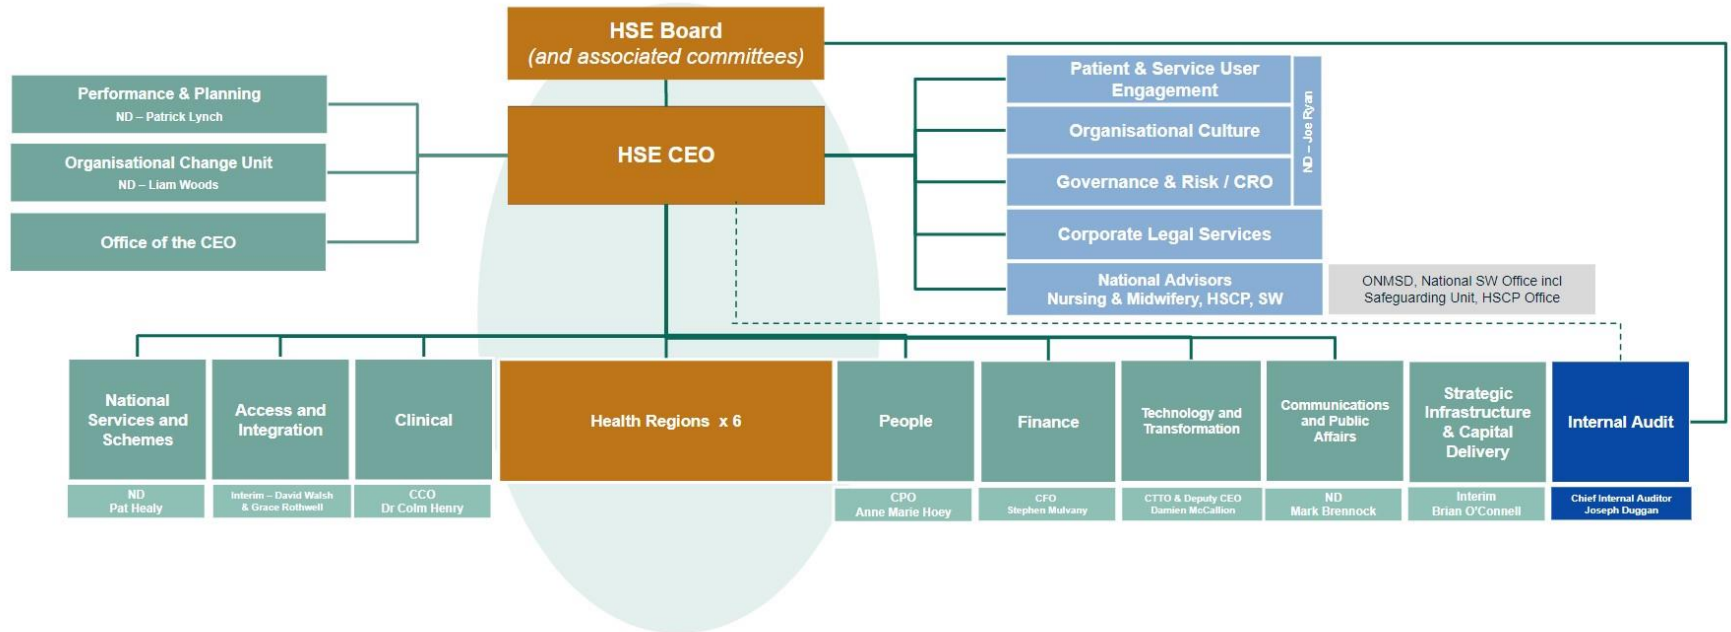 HSE Board
(and associated committees)
HSE CEO
Performance & Planning
ND – Patrick Lynch
Organisational Change Unit
ND – Liam Woods
Office of the CEO
Patient & Service User
Engagement
Organisational Culture
Governance & Risk / CRO
ND – Joe Ryan
Corporate Legal Services
National Advisors
Nursing & Midwifery, HSCP, SW
ONMSD, National SW Office incl
Safeguarding Unit, HSCP Office
National
Services and
Schemes
ND
Pat Healy
Access and
Integration
Interim – David Walsh
& Grace Rothwell
Clinical
CCO
Dr Colm Henry
Health Regions x 6
People
CPO
Anne Marie Hoey
Finance
CFO
Stephen Mulvany
Technology and
Transformation
CTTO & Deputy CEO
Damien McCallion
Communications
and Public
Affairs
ND
Mark Brennock
Strategic
Infrastructure
& Capital
Delivery
Interim
Brian O'Connell
Internal Audit
Chief Internal Auditor
Joseph Duggan